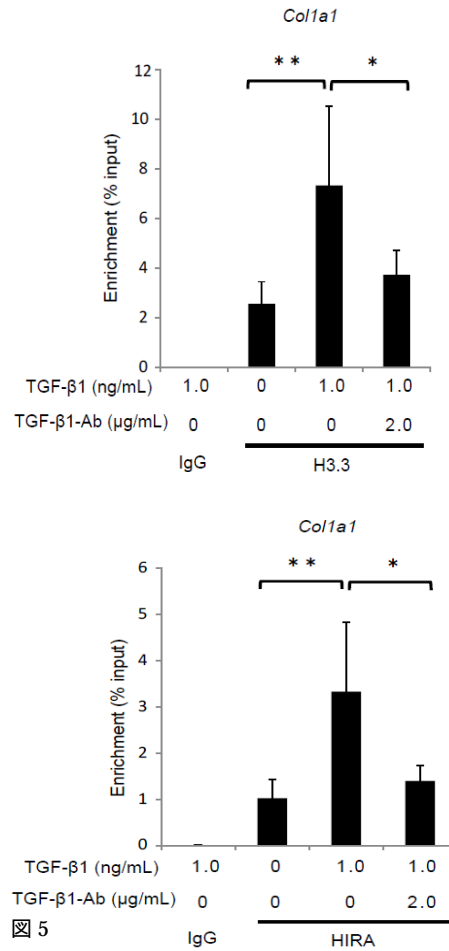 Col1a1
** *
12
10
8
6
4
2
0
Enrichment (% input)
TGF-β1 (ng/mL) 1.0 0 1.0 1.0
TGF-β1-Ab (μg/mL) 0 0 0 2.0
IgG H3.3
Col1a1
** *
6
5
4
3
2
1
0
Enrichment (% input)
TGF-β1 (ng/mL) 1.0 0 1.0 1.0
TGF-β1-Ab (μg/mL) 0 0 0 2.0
図 5 IgG HIRA